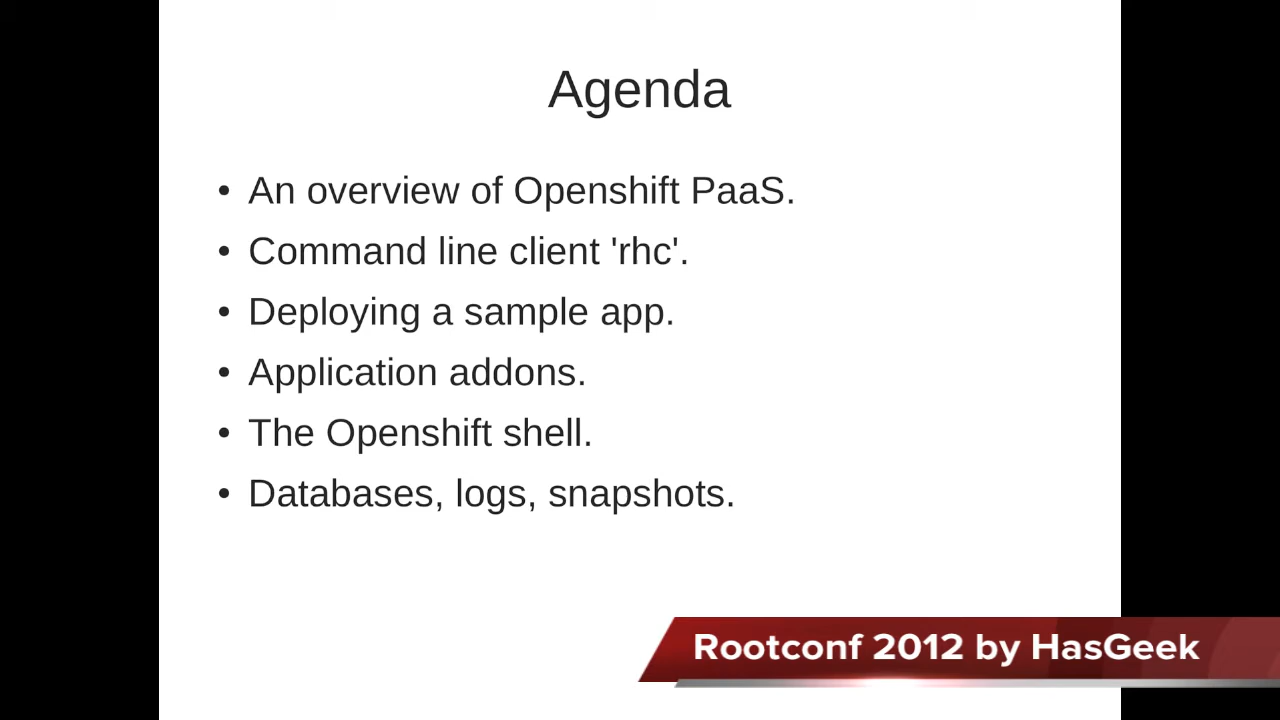 Agenda
• An overview of Openshift PaaS.
• Command line client 'rhc'.
• Deploying a sample app.
• Application addons.
• The Openshift shell.
• Databases, logs, snapshots.
Rootconf 2012 by HasGeek